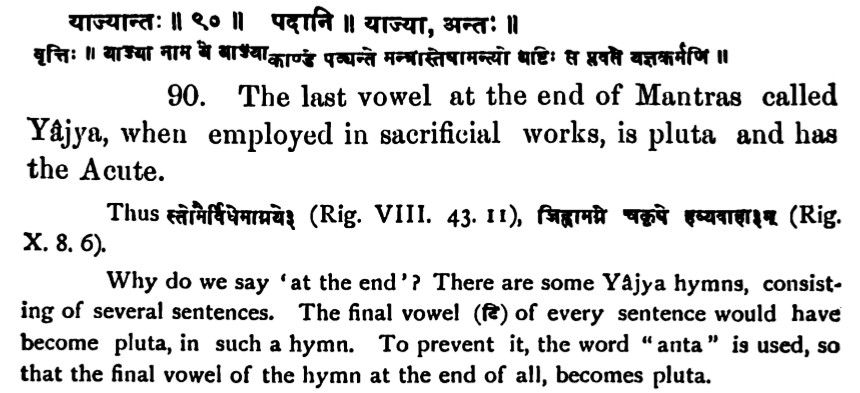 याज्यान्तः ॥ ९० ॥ पदानि ॥ याज्या, अन्तः ॥
वृत्तिः ॥ याज्या नाम ये याज्याकाण्डं पठ्यन्ते मन्त्रास्तेषामन्त्यो यष्टिः स प्लवते यज्ञकर्मणि ॥
90. The last vowel at the end of Mantras called
Yâjya, when employed in sacrificial works, is pluta and has
the Acute.
Thus स्तोमैर्विधेमाग्नये३ (Rig. VIII. 43. 11), जिह्वामग्ने चकृषे हव्यवाहा३म् (Rig.
X. 8. 6).
Why do we say 'at the end'? There are some Yâjya hymns, consist-
ing of several sentences. The final vowel (टि) of every sentence would have
become pluta, in such a hymn. To prevent it, the word "anta" is used, so
that the final vowel of the hymn at the end of all, becomes pluta.